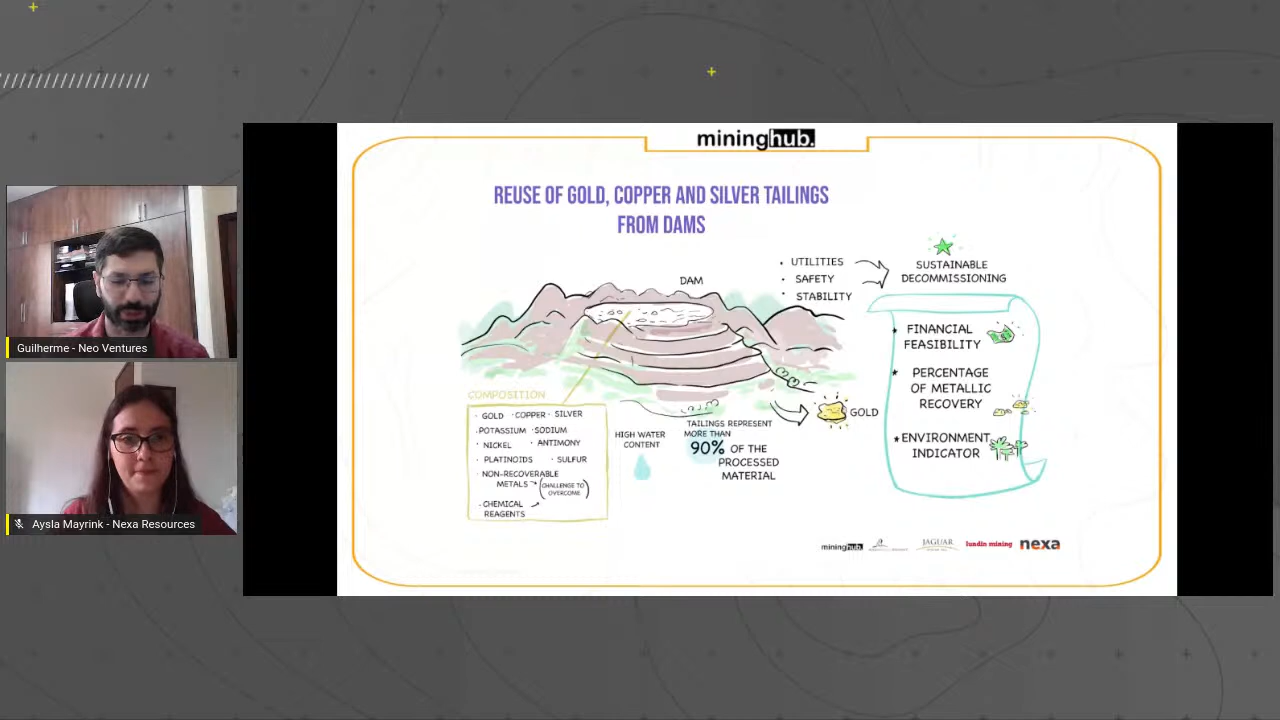 mininghub.
REUSE OF GOLD, COPPER AND SILVER TAILINGS
FROM DAMS
DAM
· UTILITIES
· SAFETY
· STABILITY
SUSTAINABLE
DECOMISSIONING
* FINANCIAL
FEASIBILITY
* PERCENTAGE
OF METALLIC
RECOVERY
* ENVIRONMENT
INDICATOR
COMPOSITION
· GOLD · COPPER · SILVER
· POTASSIUM · SODIUM
· NICKEL · ANTIMONY
· PLATINOIDS · SULFUR
· NON-RECOVERABLE
METALS
(CHALLENGE TO
OVERCOME)
· CHEMICAL
REAGENTS
HIGH WATER
CONTENT
TAILINGS REPRESENT
MORE THAN
90% OF THE
PROCESSED
MATERIAL
GOLD
mininghub.
JAGUAR
lundin mining
nexa
Guilherme - Neo Ventures
Aysla Mayrink - Nexa Resources